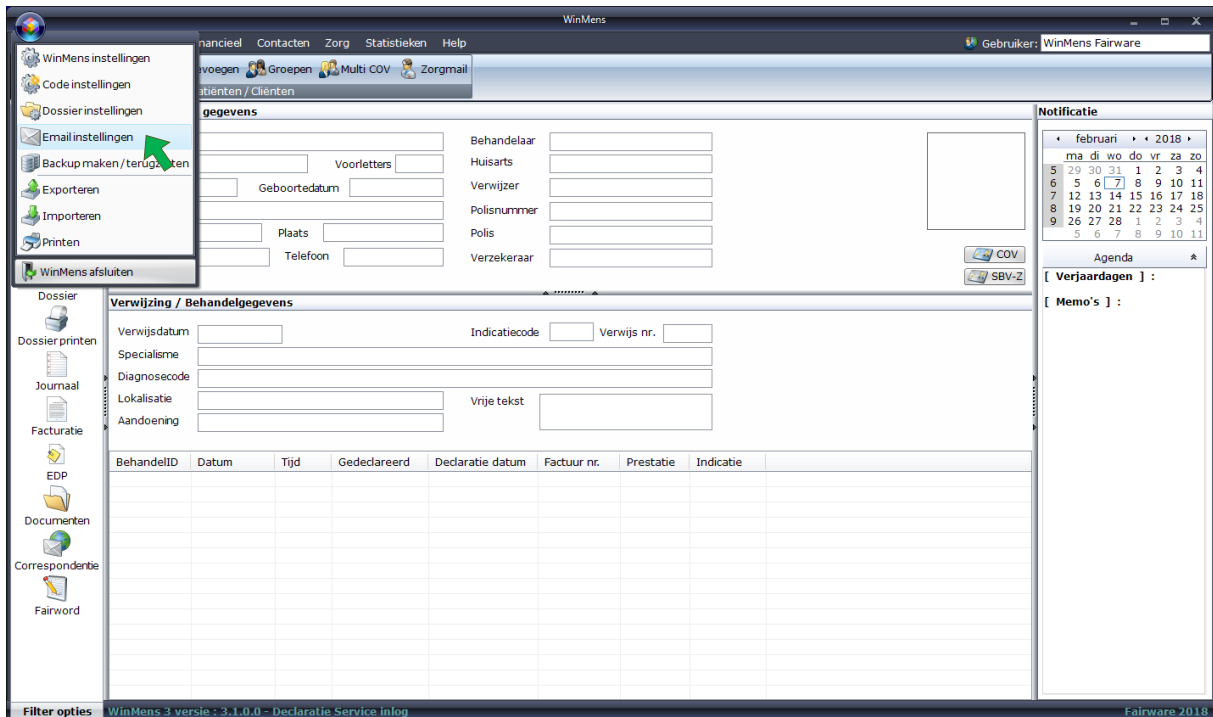 WinMens
nancieel Contacten Zorg Statistieken Help
Gebruiker: WinMens Fairware
WinMens instellingen
Code instellingen
Dossier instellingen
Email instellingen
Backup maken / terugzetten
Exporteren
Importeren
Printen
WinMens afsluiten
evoegen Groepen Multi COV Zorgmail
atiënten / Cliënten
gegevens
Voorletters
Geboortedatum
Plaats
Telefoon
Behandelaar
Huisarts
Verwijzer
Polisnummer
Polis
Verzekeraar
COV
SBV-Z
Dossier
Dossier printen
Journaal
Facturatie
EDP
Documenten
Correspondentie
Fairword
Verwijzing / Behandelgegevens
Verwijsdatum
Indicatiecode
Verwijs nr.
Specialisme
Diagnosecode
Lokalisatie
Vrije tekst
Aandoening
BehandelID Datum Tijd Gedeclareerd Declaratie datum Factuur nr. Prestatie Indicatie
Notificatie
februari 2018
ma di wo do vr za zo
5 29 30 31 1 2 3 4
6 5 6 7 8 9 10 11
7 12 13 14 15 16 17 18
8 19 20 21 22 23 24 25
9 26 27 28 1 2 3 4
5 6 7 8 9 10 11
Agenda
[ Verjaardagen ] :
[ Memo's ] :
Filter opties
WinMens 3 versie : 3.1.0.0 - Declaratie Service inlog
Fairware 2018